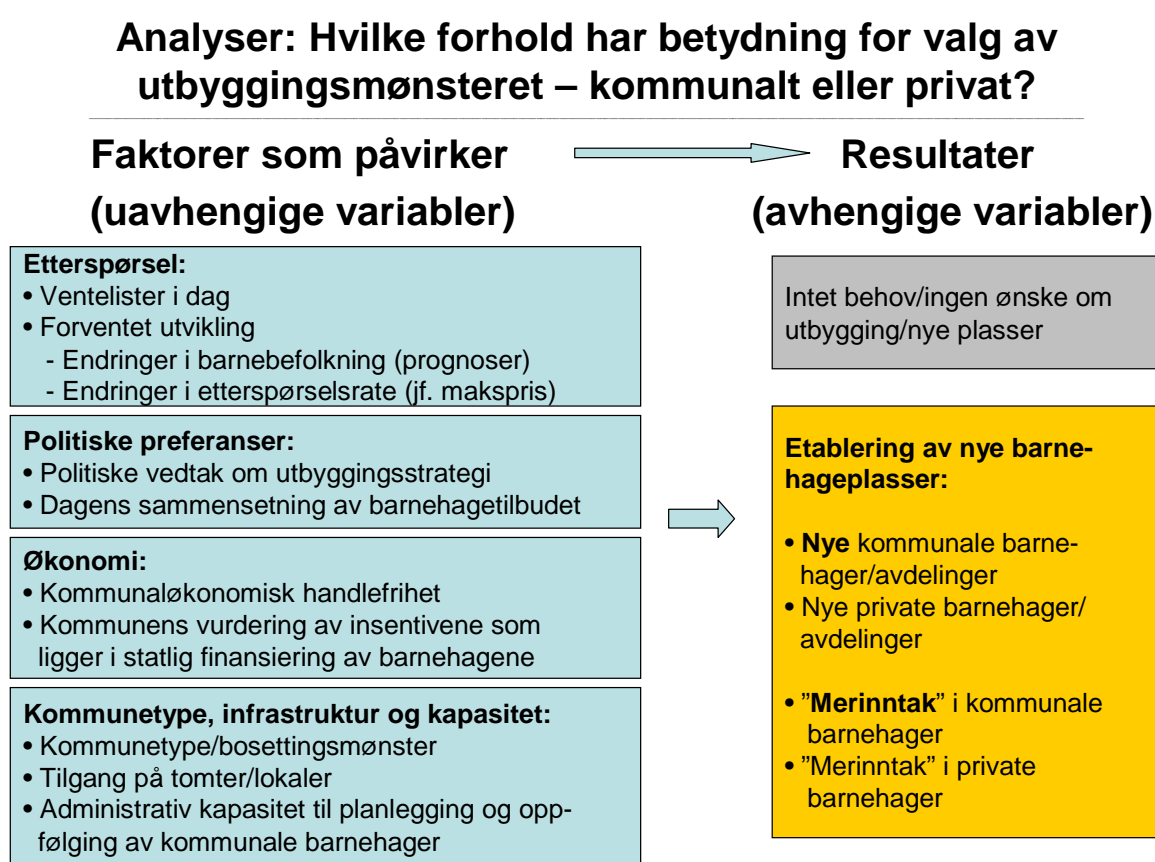 Analyser: Hvilke forhold har betydning for valg av
utbyggingsmønsteret – kommunalt eller privat?
Faktorer som påvirker
(uavhengige variabler)
Resultater
(avhengige variabler)
Etterspørsel:
• Ventelister i dag
• Forventet utvikling
- Endringer i barnebefolkning (prognoser)
- Endringer i etterspørselsrate (jf. makspris)
Politiske preferanser:
• Politiske vedtak om utbyggingsstrategi
• Dagens sammensetning av barnehagetilbudet
Økonomi:
• Kommunaløkonomisk handlefrihet
• Kommunens vurdering av insentivene som
ligger i statlig finansiering av barnehagene
Kommunetype, infrastruktur og kapasitet:
• Kommunetype/bosettingsmønster
• Tilgang på tomter/lokaler
• Administrativ kapasitet til planlegging og opp-
følging av kommunale barnehager
Intet behov/ingen ønske om
utbygging/nye plasser
Etablering av nye barne-
hageplasser:
• Nye kommunale barne-
hager/avdelinger
• Nye private barnehager/
avdelinger
• ”Merinntak” i kommunale
barnehager
• ”Merinntak” i private
barnehager